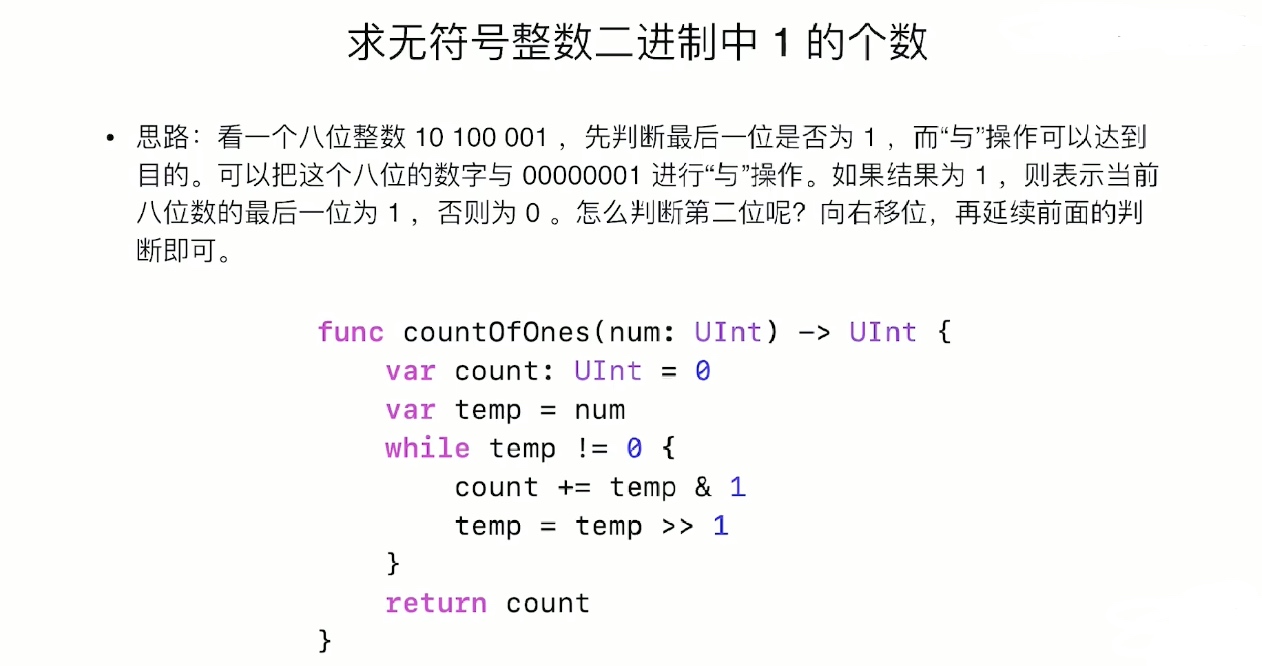 求无符号整数二进制中 1 的个数
• 思路：看一个八位整数 10 100 001 ，先判断最后一位是否为 1 ，而“与”操作可以达到
目的。可以把这个八位的数字与 00000001 进行“与”操作。如果结果为 1 ，则表示当前
八位数的最后一位为 1 ，否则为 0 。怎么判断第二位呢？向右移位，再延续前面的判
断即可。
func countOfOnes(num: UInt) -> UInt {
    var count: UInt = 0
    var temp = num
    while temp != 0 {
        count += temp & 1
        temp = temp >> 1
    }
    return count
}